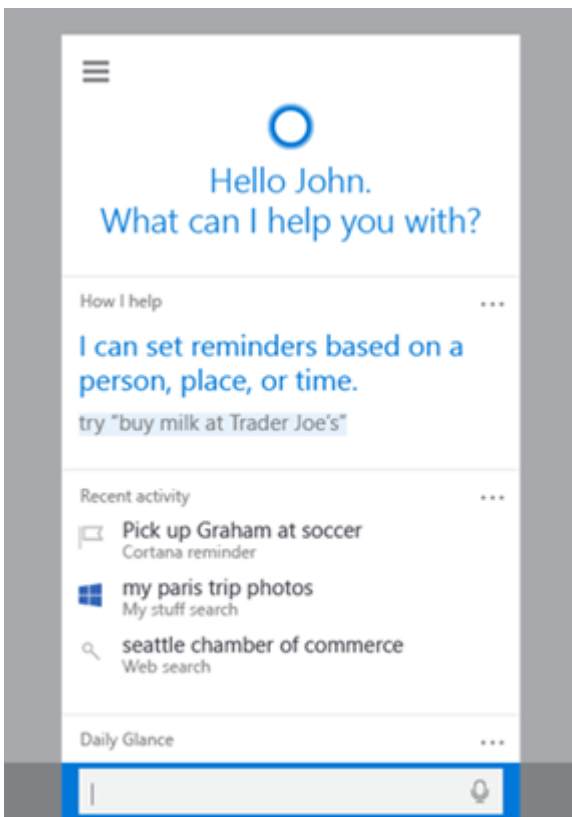 Hello John.
What can I help you with?
How I help
I can set reminders based on a
person, place, or time.
try "buy milk at Trader Joe's"
Recent activity
Pick up Graham at soccer
Cortana reminder
my paris trip photos
My stuff search
seattle chamber of commerce
Web search
Daily Glance